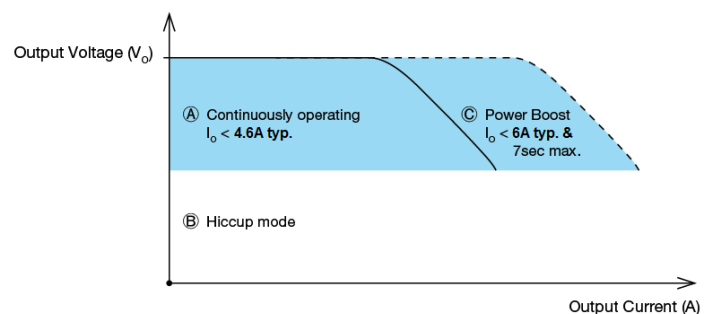 Output Voltage (Vo)
Ⓐ Continuously operating
Io < 4.6A typ.
Ⓒ Power Boost
Io < 6A typ. &
7sec max.
Ⓑ Hiccup mode
Output Current (A)